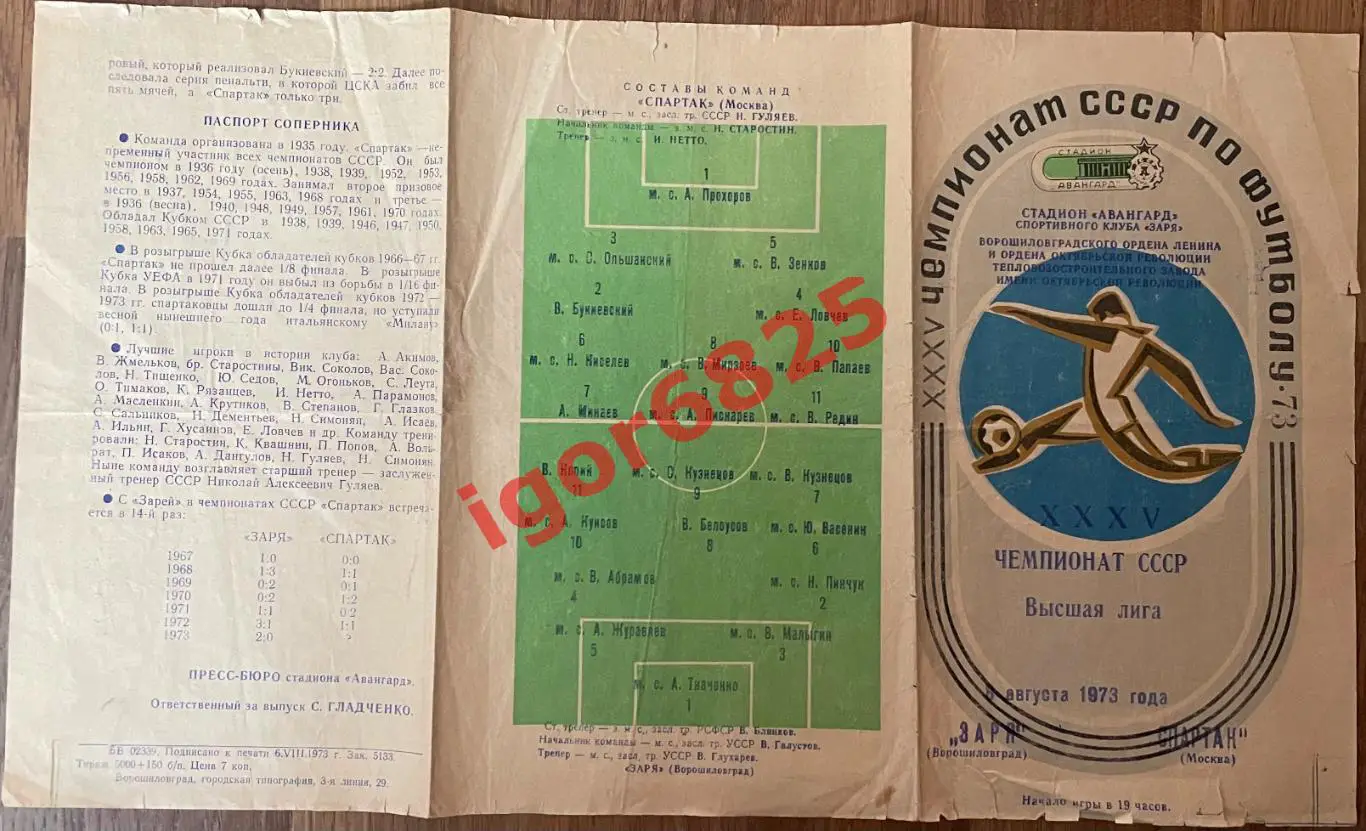 ровый, который реализовал Букиевский — 2:2. Далее по-
следовала серия пенальти, в которой ЦСКА забил все
пять мячей, а «Спартак» только три.
ПАСПОРТ СОПЕРНИКА
● Команда организована в 1935 году. «Спартак» —не-
пременный участник всех чемпионатов СССР. Он был
чемпионом в 1936 году (осень), 1938, 1939, 1952, 1953,
1956, 1958, 1962, 1969 годах. Занимал второе призовое
место в 1937, 1954, 1955, 1963, 1968 годах и третье —
в 1936 (весна), 1940, 1948, 1949, 1957, 1961, 1970 годах.
Обладал Кубком СССР в 1938, 1939, 1946, 1947, 1950,
1958, 1963, 1965, 1971 годах.
● В розыгрыше Кубка обладателей кубков 1966—67 гг.
«Спартак» не прошел далее 1/8 финала. В розыгрыше
Кубка УЕФА в 1971 году он выбыл из борьбы в 1/16 фи-
нала. В розыгрыше Кубка обладателей кубков 1972—
1973 гг. спартаковцы дошли до 1/4 финала, но уступили
весной нынешнего года итальянскому «Милану»
(0:1, 1:1).
● Лучшие игроки в истории клуба: А. Акимов,
В. Жмельков, бр. Старостины, Вик. Соколов, Вас. Соко-
лов, Н. Тищенко, Ю. Седов, М. Огоньков, С. Леута,
О. Тимаков, К. Рязанцев, И. Нетто, А. Парамонов,
А. Масленкин, А. Крутиков, В. Степанов, Г. Глазков,
С. Сальников, Н. Дементьев, Н. Симонян, А. Исаев,
А. Ильин, Г. Хусаинов, Е. Ловчев и др. Команду трени-
ровали: Н. Старостин, К. Квашнин, П. Попов, А. Воль-
рат, П. Исаков, А. Дангулов, Н. Гуляев, Н. Симонян.
Ныне команду возглавляет старший тренер — заслужен-
ный тренер СССР Николай Алексеевич Гуляев.
● С «Зарей» в чемпионатах СССР «Спартак» встреча-
ется в 14-й раз:
«ЗАРЯ» «СПАРТАК»
1967 1:0 0:0
1968 1:3 1:1
1969 0:2 0:1
1970 0:2 1:2
1971 1:1 0:2
1972 3:1 1:1
1973 2:0 ?
ПРЕСС-БЮРО стадиона «Авангард».
Ответственный за выпуск С. ГЛАДЧЕНКО.
БВ 02339. Подписано к печати 6.VIII.1973 г. Зак. 5133.
Тираж 5000+150 б/п. Цена 7 коп.
Ворошиловград, городская типография, 3-я линия, 29.
СОСТАВЫ КОМАНД
«СПАРТАК» (Москва)
Ст. тренер — м. с., засл. тр. СССР Н. ГУЛЯЕВ.
Начальник команды — з. м. с. Н. СТАРОСТИН.
Тренер — з. м. с. И. НЕТТО.
1
м. с. А. Прохоров
3 5
м. с. С. Ольшанский м. с. В. Зенков
2 4
В. Букиевский м. с. Е. Ловчев
6 8 10
м. с. Н. Киселев м. с. В. Мирзоев м. с. В. Папаев
7 9 11
А. Минаев м. с. А. Пискарев м. с. В. Редин
В. Копий м. с. С. Кузнецов м. с. В. Кузнецов
11 9 7
м. с. А. Куксов В. Белоусов м. с. Ю. Васенин
10 8 6
м. с. В. Абрамов м. с. Н. Пинчук
4 2
м. с. А. Журавлев м. с. В. Малыгин
5 3
м. с. А. Ткаченко
1
Ст. тренер — з. м. с., засл. тр. РСФСР В. Блинков.
Начальник команды — м. с., засл. тр. УССР В. Галустов.
Тренер — м. с., засл. тр. УССР В. Глухарев.
«ЗАРЯ» (Ворошиловград)
XXXV ЧЕМПИОНАТ СССР ПО ФУТБОЛУ·73
СТАДИОН
АВАНГАРД
СТАДИОН «АВАНГАРД»
СПОРТИВНОГО КЛУБА «ЗАРЯ»
ВОРОШИЛОВГРАДСКОГО ОРДЕНА ЛЕНИНА
И ОРДЕНА ОКТЯБРЬСКОЙ РЕВОЛЮЦИИ
ТЕПЛОВОЗОСТРОИТЕЛЬНОГО ЗАВОДА
ИМЕНИ ОКТЯБРЬСКОЙ РЕВОЛЮЦИИ
XXXV
ЧЕМПИОНАТ СССР
Высшая лига
августа 1973 года
„ЗАРЯ" СПАРТАК"
(Ворошиловград) (Москва)
Начало игры в 19 часов.
igor6825